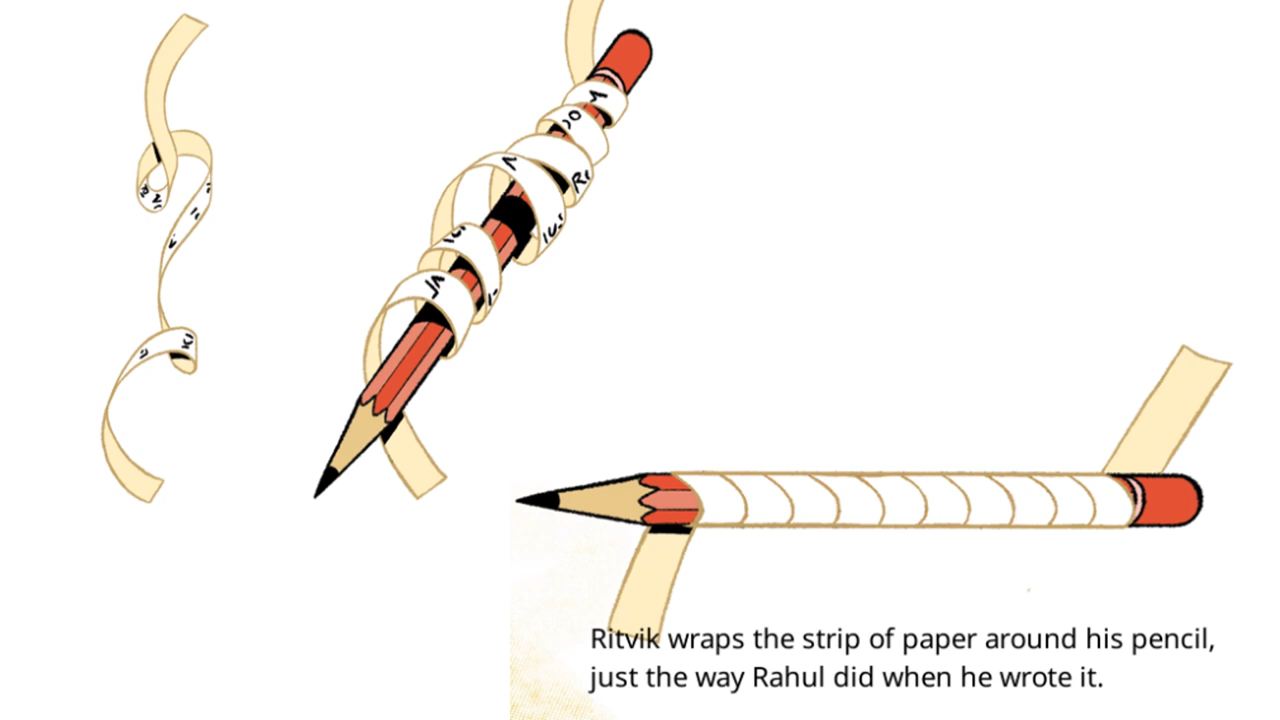 Ritvik wraps the strip of paper around his pencil,
just the way Rahul did when he wrote it.